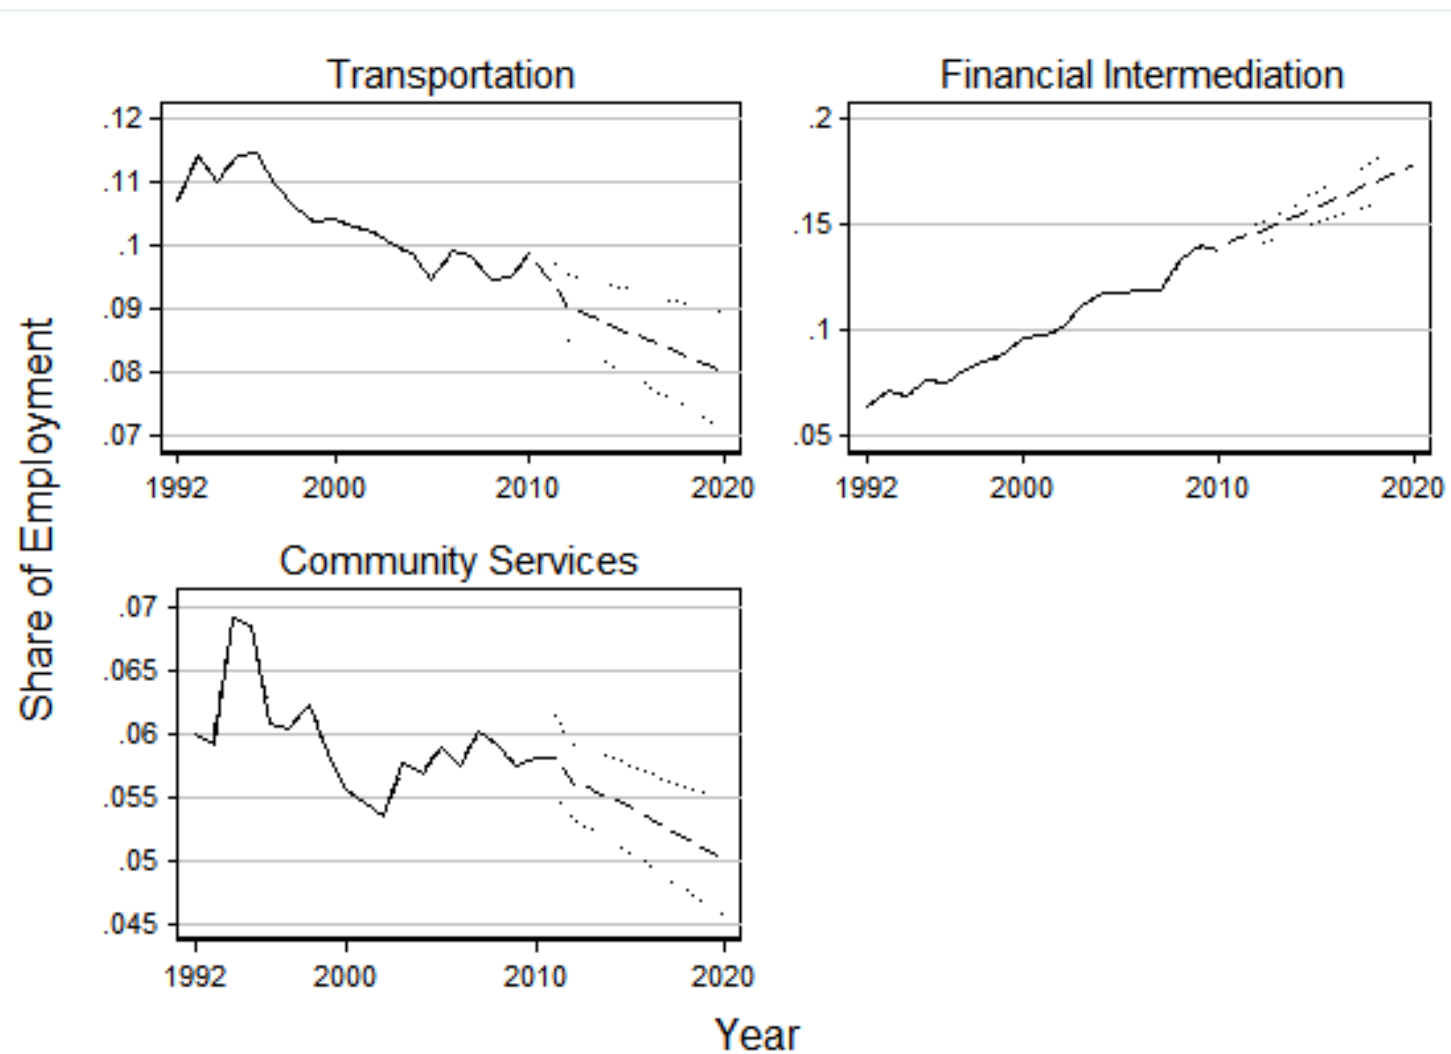 Transportation
.12
.11
.1
.09
.08
.07
1992 2000 2010 2020
Financial Intermediation
.2
.15
.1
.05
1992 2000 2010 2020
Share of Employment
Community Services
.07
.065
.06
.055
.05
.045
1992 2000 2010 2020
Year